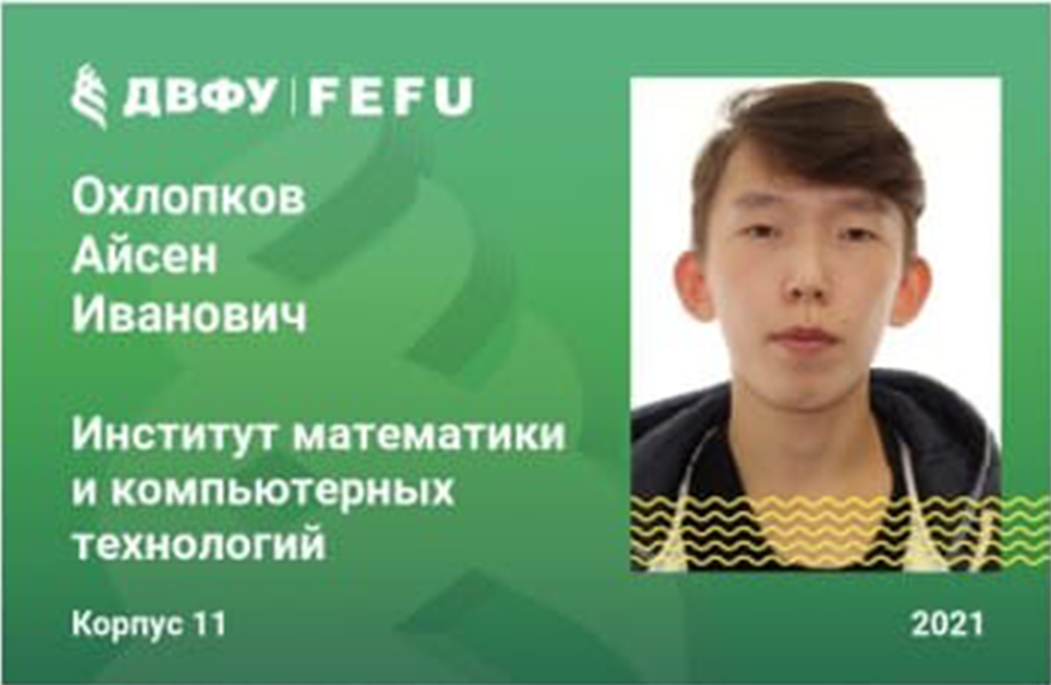 ДВФУ | FEFU
Охлопков
Айсен
Иванович
Институт математики
и компьютерных
технологий
Корпус 11
2021